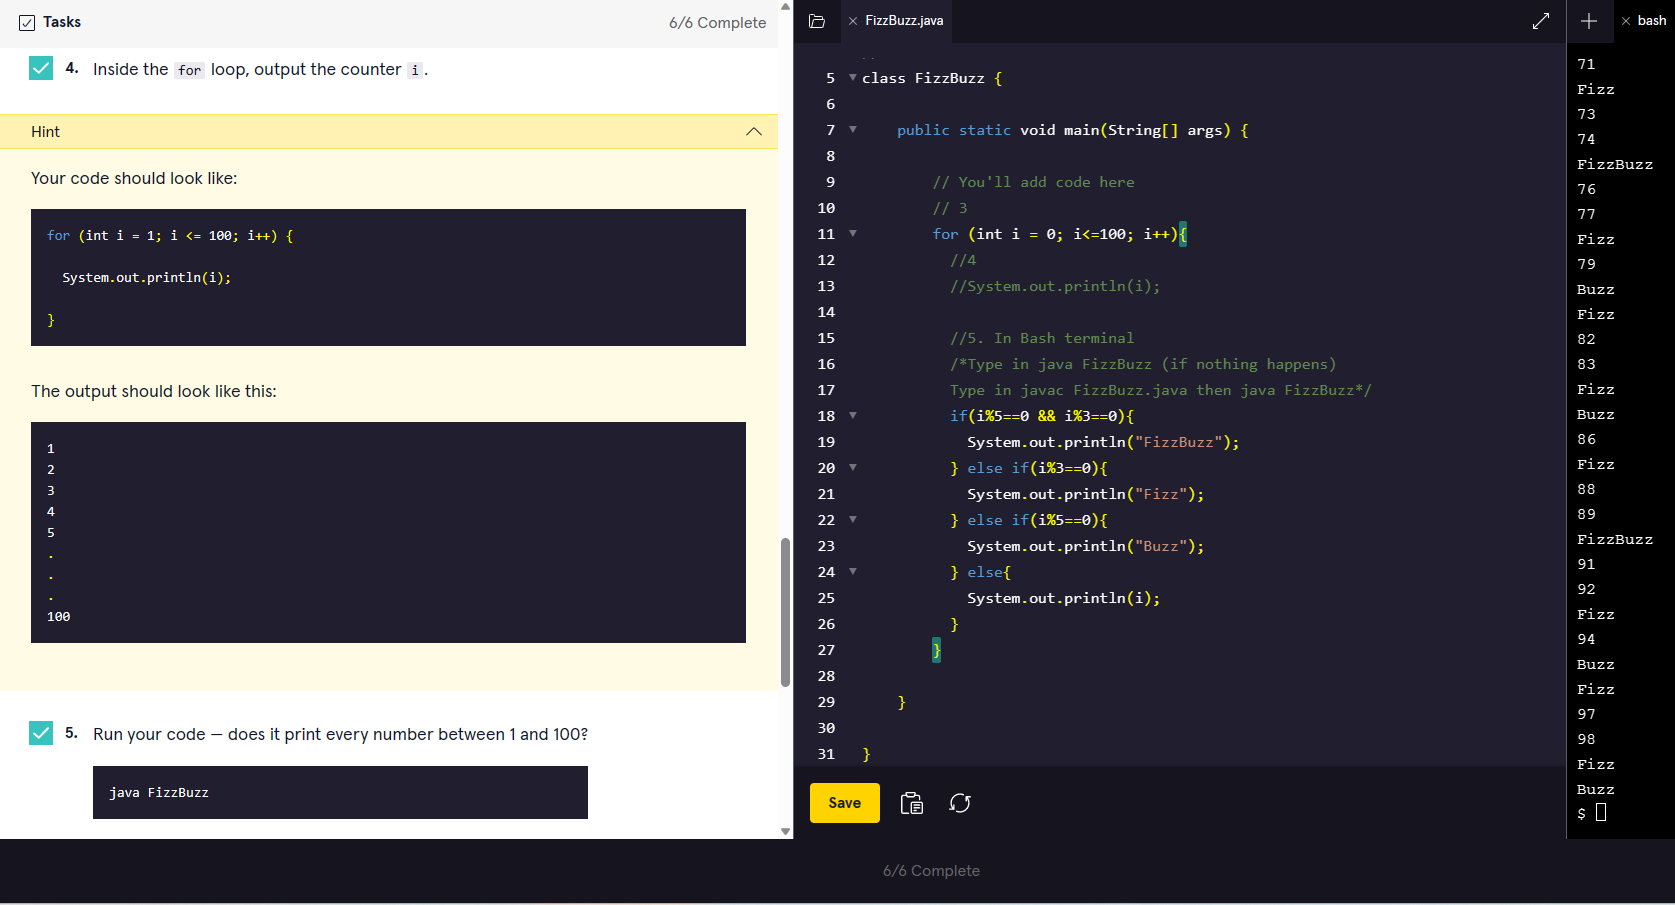 Tasks
6/6 Complete
4. Inside the for loop, output the counter i.
Hint
Your code should look like:
for (int i = 1; i <= 100; i++) {
System.out.println(i);
}
The output should look like this:
1
2
3
4
5
.
.
.
100
5. Run your code — does it print every number between 1 and 100?
java FizzBuzz
FizzBuzz.java
5 class FizzBuzz {
6
7 public static void main(String[] args) {
8
9 // You'll add code here
10 // 3
11 for (int i = 0; i<=100; i++){
12 //4
13 //System.out.println(i);
14
15 //5. In Bash terminal
16 /*Type in java FizzBuzz (if nothing happens)
17 Type in javac FizzBuzz.java then java FizzBuzz*/
18 if(i%5==0 && i%3==0){
19 System.out.println("FizzBuzz");
20 } else if(i%3==0){
21 System.out.println("Fizz");
22 } else if(i%5==0){
23 System.out.println("Buzz");
24 } else{
25 System.out.println(i);
26 }
27 }
28
29 }
30
31 }
Save
bash
71
Fizz
73
74
FizzBuzz
76
77
Fizz
79
Buzz
Fizz
82
83
Fizz
Buzz
86
Fizz
88
89
FizzBuzz
91
92
Fizz
94
Buzz
Fizz
97
98
Fizz
Buzz
$
6/6 Complete